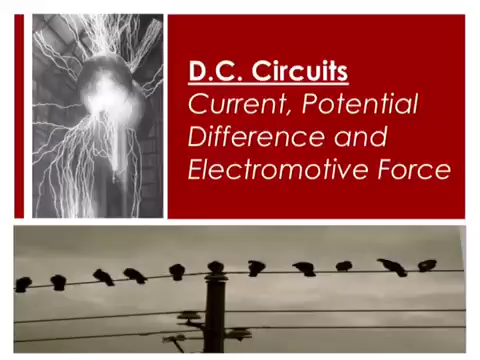 D.C. Circuits
Current, Potential
Difference and
Electromotive Force